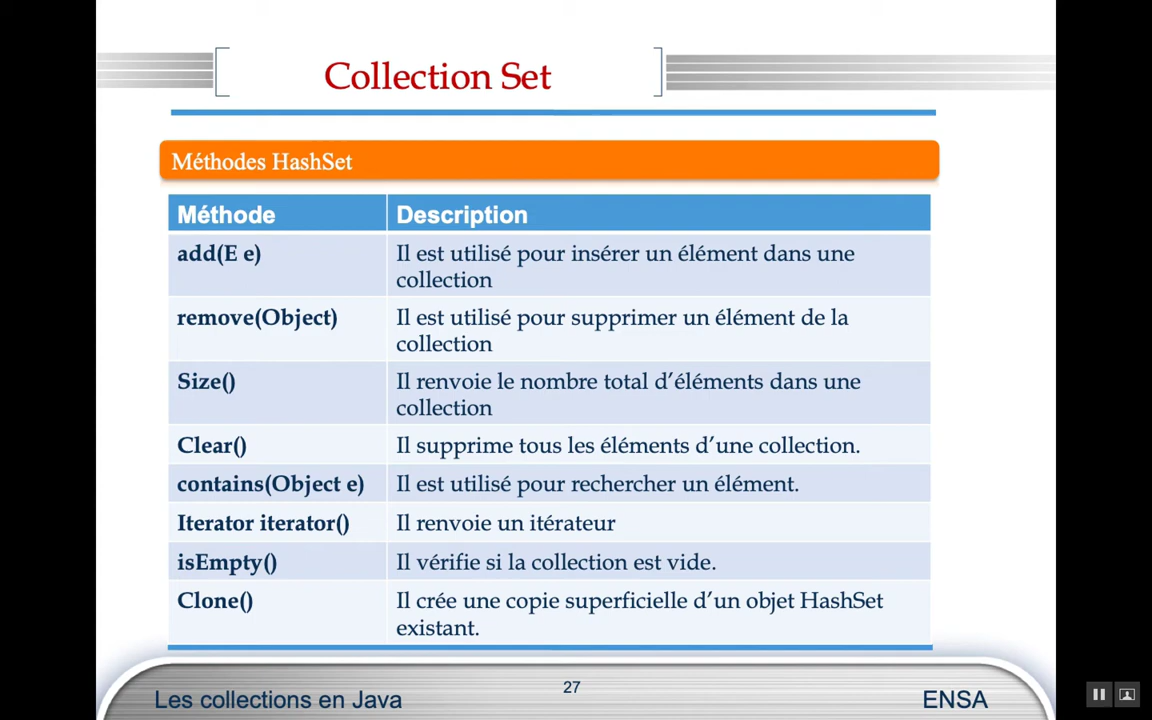 Collection Set
Méthodes HashSet
Méthode Description
add(E e) Il est utilisé pour insérer un élément dans une
collection
remove(Object) Il est utilisé pour supprimer un élément de la
collection
Size() Il renvoie le nombre total d’éléments dans une
collection
Clear() Il supprime tous les éléments d’une collection.
contains(Object e) Il est utilisé pour rechercher un élément.
Iterator iterator() Il renvoie un itérateur
isEmpty() Il vérifie si la collection est vide.
Clone() Il crée une copie superficielle d’un objet HashSet
existant.
Les collections en Java 27 ENSA